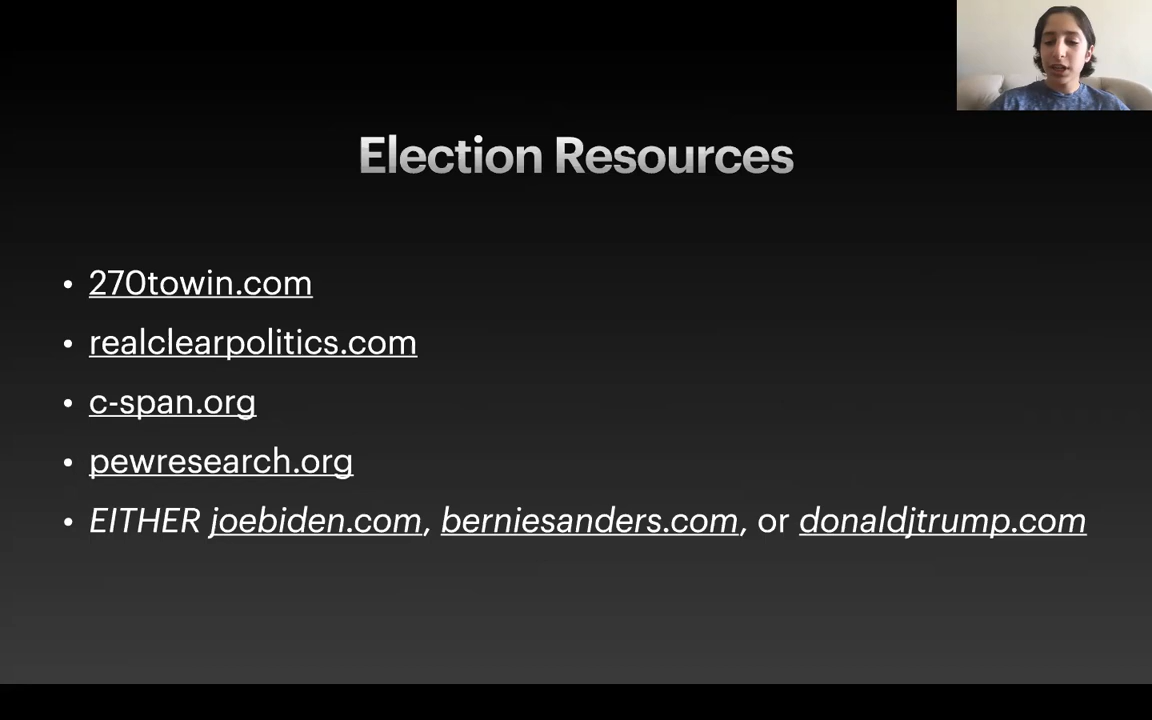 Election Resources
• 270towin.com
• realclearpolitics.com
• c-span.org
• pewresearch.org
• EITHER joebiden.com, berniesanders.com, or donaldjtrump.com